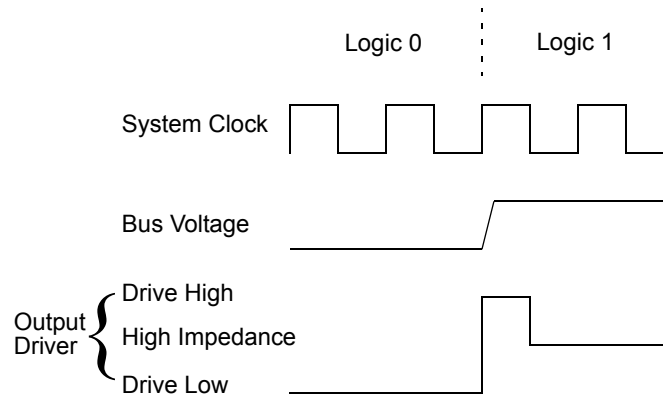 Logic 0
Logic 1
System Clock
Bus Voltage
Output
Driver
Drive High
High Impedance
Drive Low